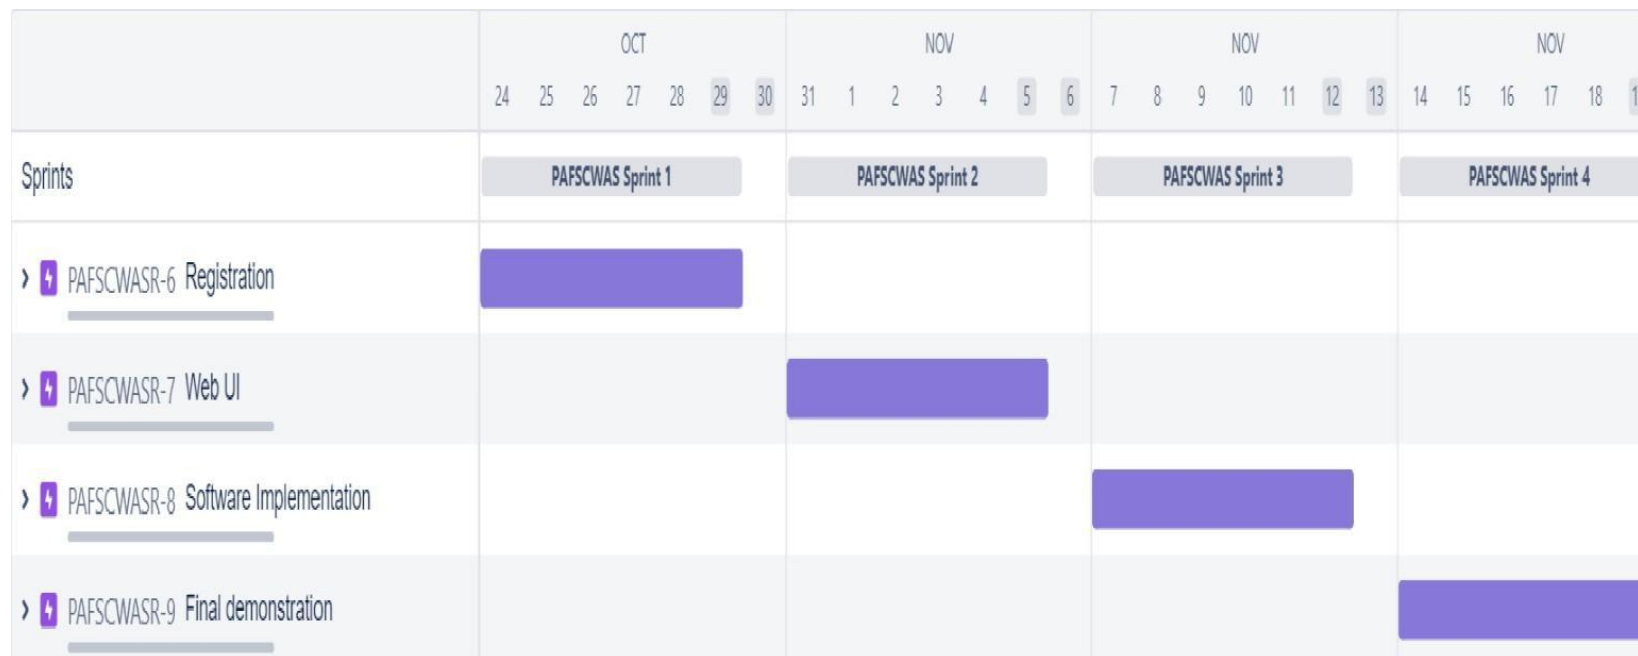 OCT NOV NOV NOV
24 25 26 27 28 29 30 31 1 2 3 4 5 6 7 8 9 10 11 12 13 14 15 16 17 18
Sprints PAFSCWAS Sprint 1 PAFSCWAS Sprint 2 PAFSCWAS Sprint 3 PAFSCWAS Sprint 4
PAFSCWASR-6 Registration
PAFSCWASR-7 Web UI
PAFSCWASR-8 Software Implementation
PAFSCWASR-9 Final demonstration